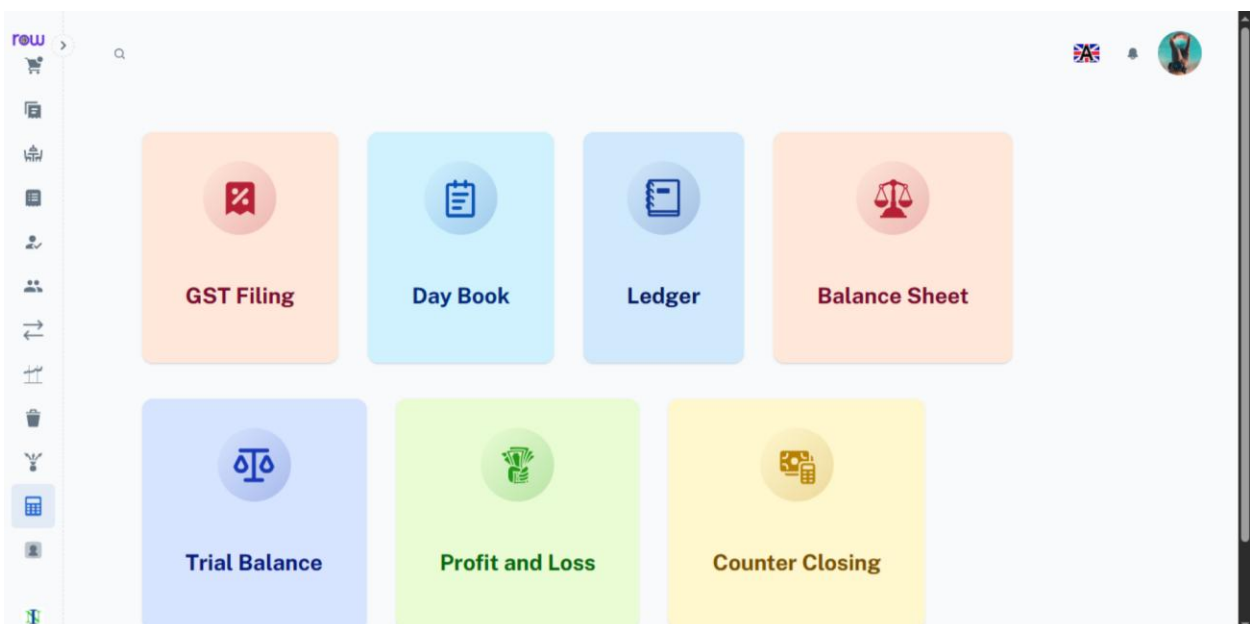 row
A
GST Filing
Day Book
Ledger
Balance Sheet
Trial Balance
Profit and Loss
Counter Closing